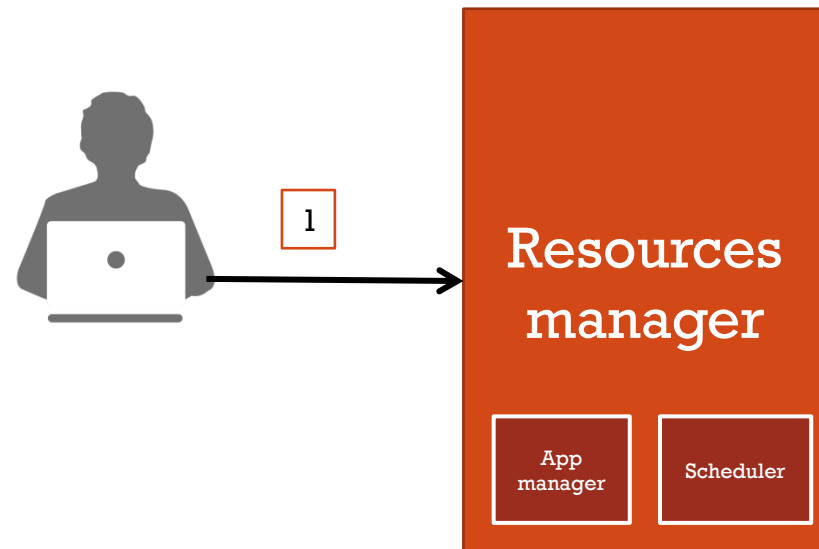 1
Resources
manager
App
manager
Scheduler